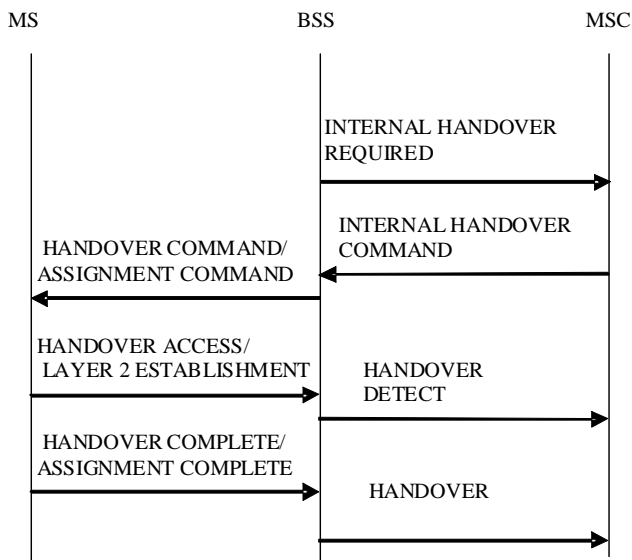 MS BSS MSC
INTERNAL HANDOVER
REQUIRED
INTERNAL HANDOVER
COMMAND
HANDOVER COMMAND/
ASSIGNMENT COMMAND
HANDOVER ACCESS/
LAYER 2 ESTABLISHMENT
HANDOVER
DETECT
HANDOVER COMPLETE/
ASSIGNMENT COMPLETE
HANDOVER